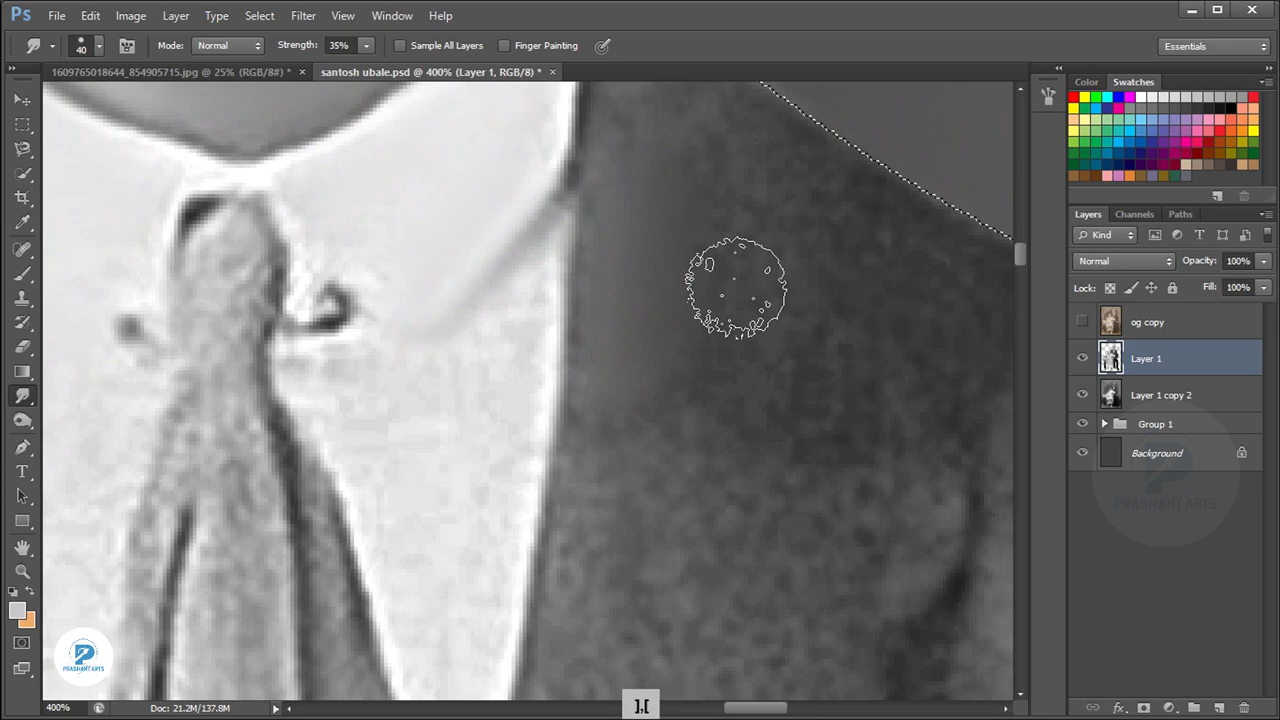 Ps File Edit Image Layer Type Select Filter View Window Help
40 Mode: Normal Strength: 35% Sample All Layers Finger Painting Essentials
1609765018644_854905715.jpg @ 25% (RGB/8#) * × santosh ubale.psd @ 400% (Layer 1, RGB/8) * ×
Color Swatches
Layers Channels Paths
Kind
Normal Opacity: 100%
Lock: Fill: 100%
og copy
Layer 1
Layer 1 copy 2
Group 1
Background
PRASHANT ARTS
PRASHANT ARTS
],[
400% Doc: 21.2M/137.8M